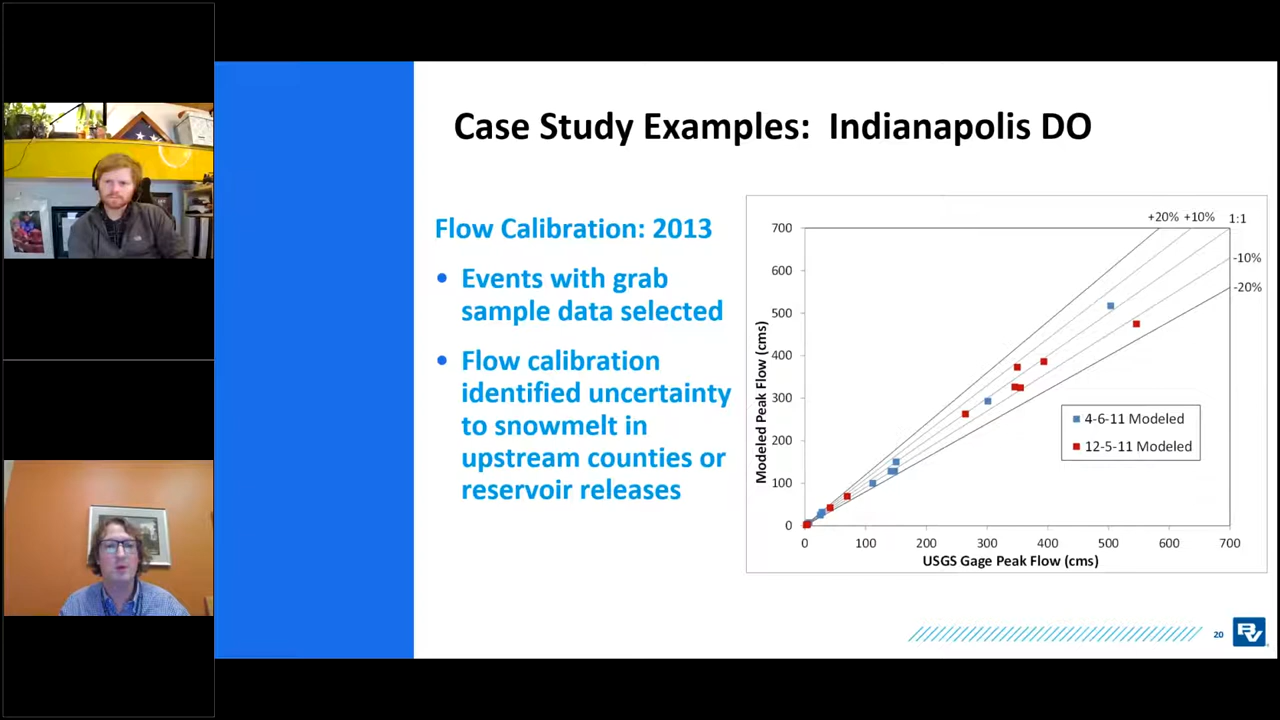 Case Study Examples: Indianapolis DO
Flow Calibration: 2013
• Events with grab
sample data selected
• Flow calibration
identified uncertainty
to snowmelt in
upstream counties or
reservoir releases
+20% +10% 1:1
-10%
-20%
700
600
500
400
300
200
100
0
Modeled Peak Flow (cms)
0 100 200 300 400 500 600 700
USGS Gage Peak Flow (cms)
4-6-11 Modeled
12-5-11 Modeled
20
BV